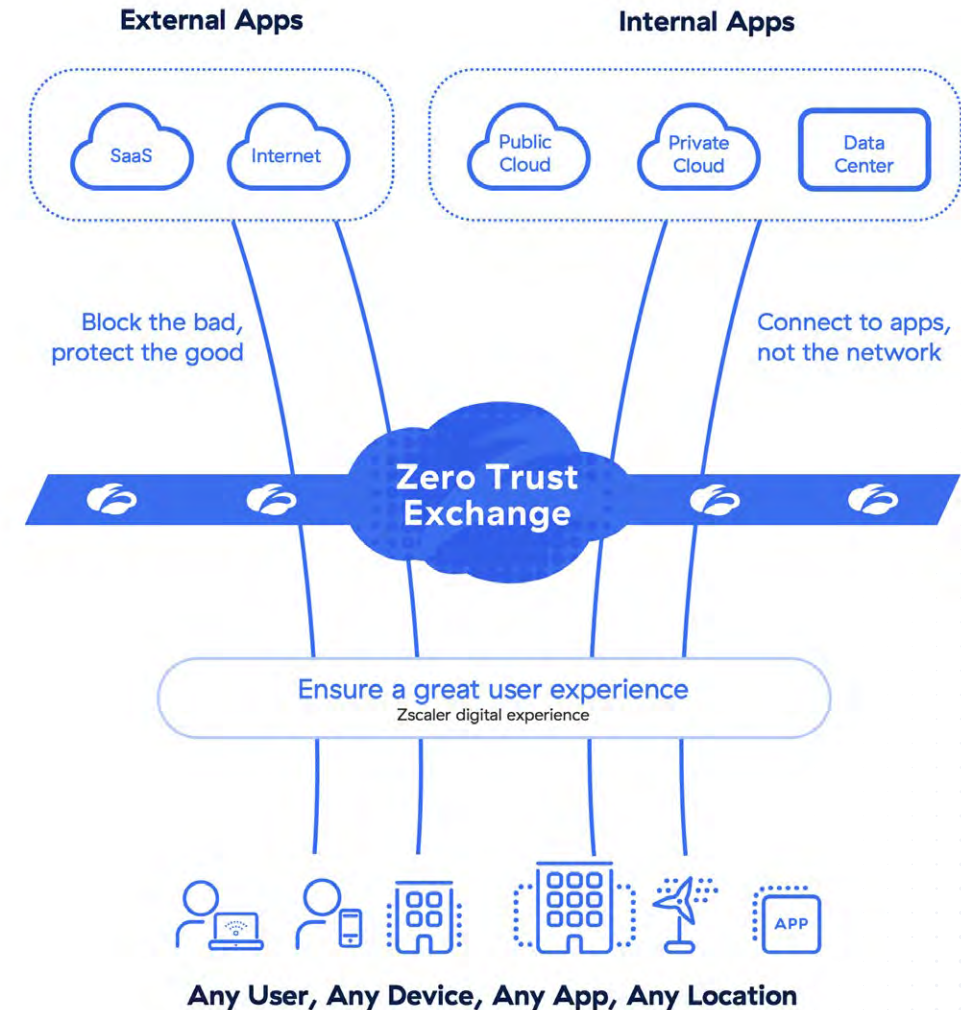 External Apps
Internal Apps
SaaS
Internet
Public
Cloud
Private
Cloud
Data
Center
Block the bad,
protect the good
Connect to apps,
not the network
Zero Trust
Exchange
Ensure a great user experience
Zscaler digital experience
APP
Any User, Any Device, Any App, Any Location